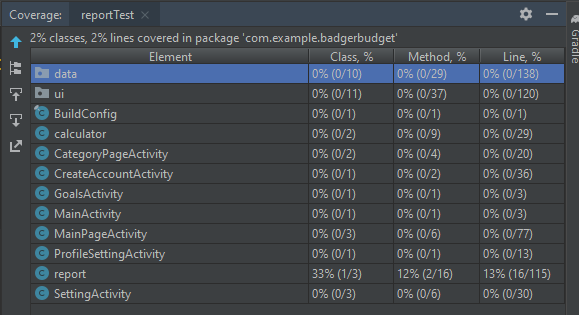 Coverage: reportTest ×
2% classes, 2% lines covered in package 'com.example.badgerbudget'
Element Class, % Method, % Line, %
data 0% (0/10) 0% (0/29) 0% (0/138)
ui 0% (0/11) 0% (0/37) 0% (0/120)
BuildConfig 0% (0/1) 0% (0/1) 0% (0/1)
calculator 0% (0/2) 0% (0/9) 0% (0/29)
CategoryPageActivity 0% (0/2) 0% (0/4) 0% (0/20)
CreateAccountActivity 0% (0/1) 0% (0/2) 0% (0/36)
GoalsActivity 0% (0/1) 0% (0/1) 0% (0/3)
MainActivity 0% (0/1) 0% (0/1) 0% (0/3)
MainPageActivity 0% (0/3) 0% (0/6) 0% (0/77)
ProfileSettingActivity 0% (0/1) 0% (0/1) 0% (0/13)
report 33% (1/3) 12% (2/16) 13% (16/115)
SettingActivity 0% (0/3) 0% (0/6) 0% (0/30)
Gradle